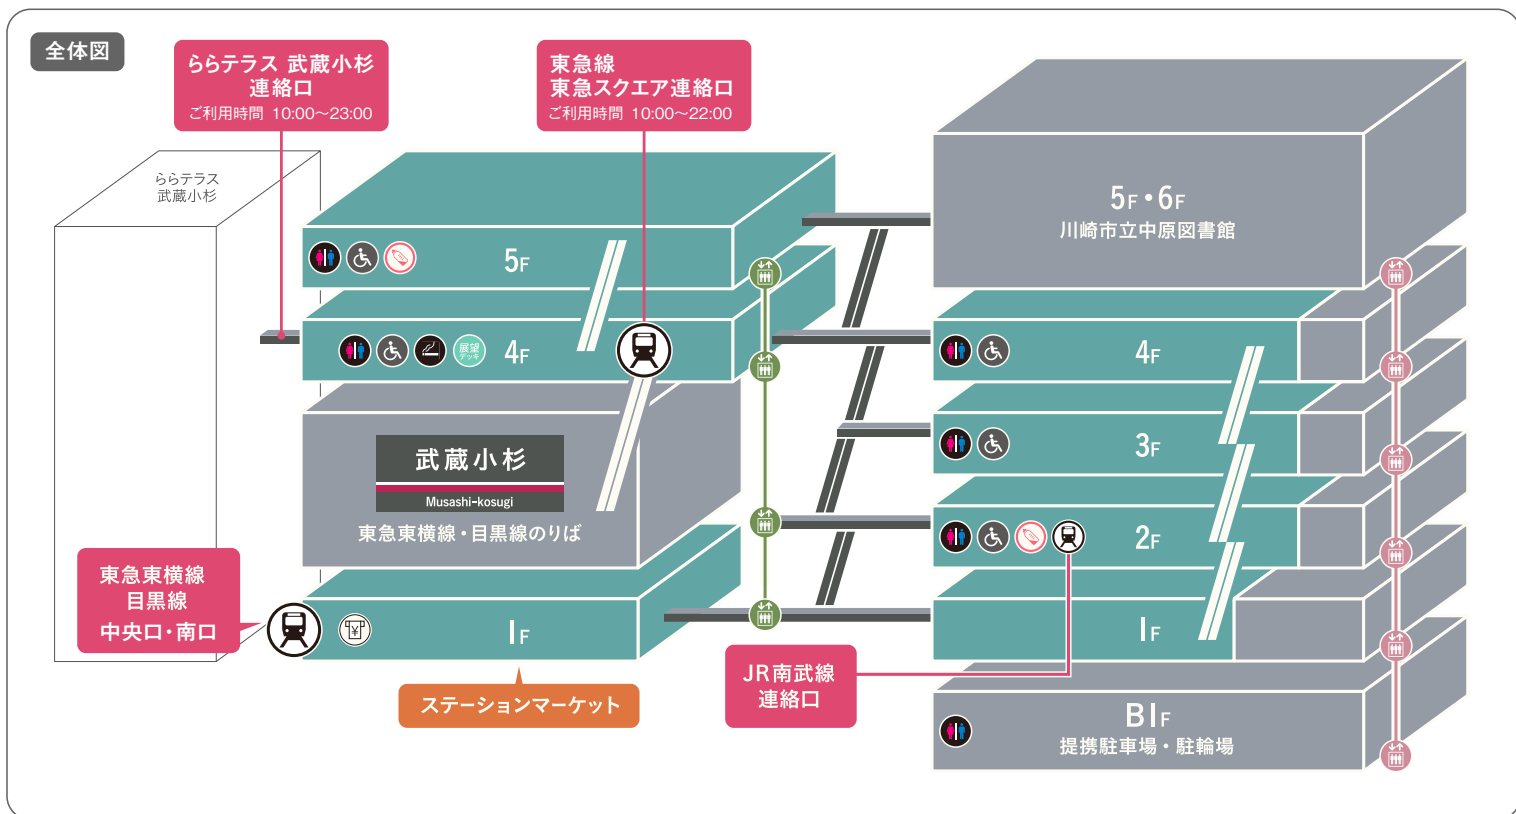 全体図
ららテラス 武蔵小杉
連絡口
ご利用時間 10:00～23:00
東急線
東急スクエア連絡口
ご利用時間 10:00～22:00
ららテラス
武蔵小杉
5F
4F
展望
デッキ
武蔵小杉
Musashi-kosugi
東急東横線・目黒線のりば
東急東横線
目黒線
中央口・南口
¥
1F
ステーションマーケット
5F・6F
川崎市立中原図書館
4F
3F
2F
1F
JR南武線
連絡口
B1F
提携駐車場・駐輪場